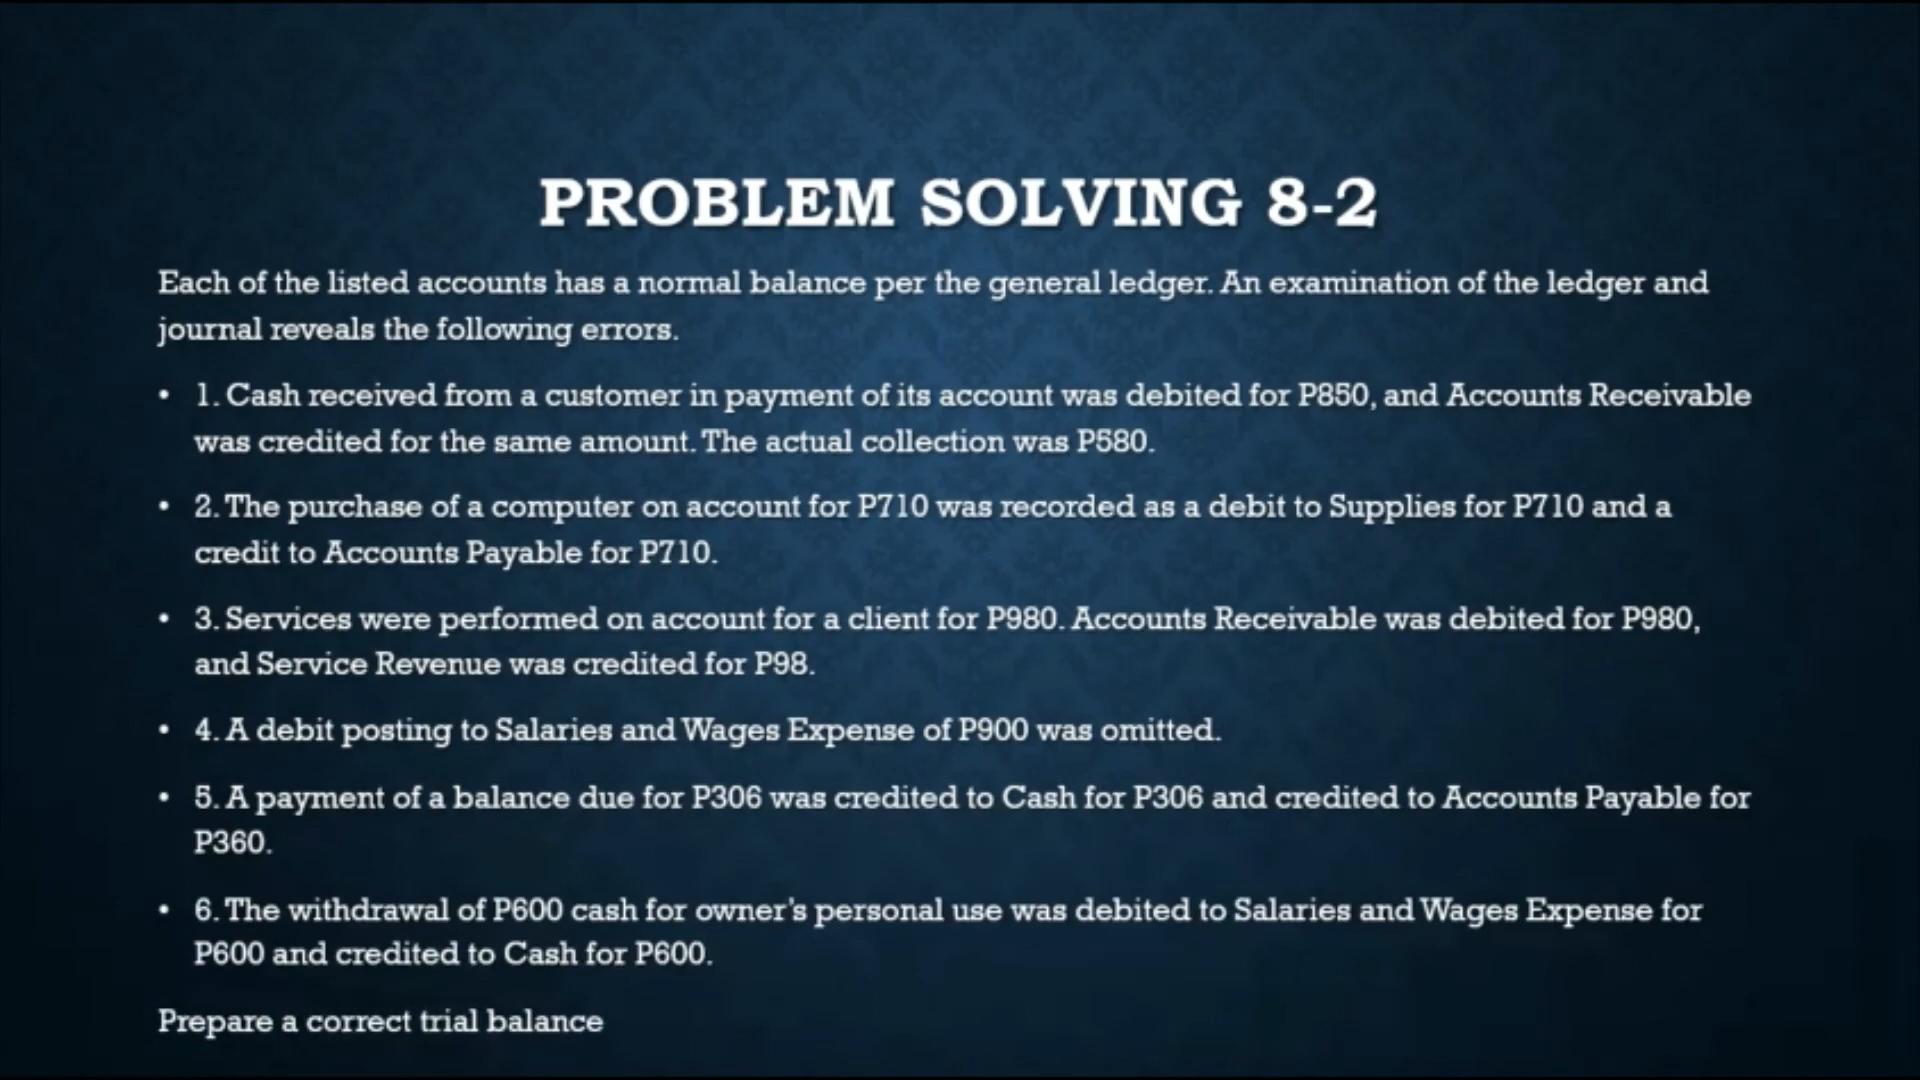 PROBLEM SOLVING 8-2
Each of the listed accounts has a normal balance per the general ledger. An examination of the ledger and
journal reveals the following errors.
• 1. Cash received from a customer in payment of its account was debited for P850, and Accounts Receivable
was credited for the same amount. The actual collection was P580.
• 2. The purchase of a computer on account for P710 was recorded as a debit to Supplies for P710 and a
credit to Accounts Payable for P710.
• 3. Services were performed on account for a client for P980. Accounts Receivable was debited for P980,
and Service Revenue was credited for P98.
• 4. A debit posting to Salaries and Wages Expense of P900 was omitted.
• 5. A payment of a balance due for P306 was credited to Cash for P306 and credited to Accounts Payable for
P360.
• 6. The withdrawal of P600 cash for owner's personal use was debited to Salaries and Wages Expense for
P600 and credited to Cash for P600.
Prepare a correct trial balance